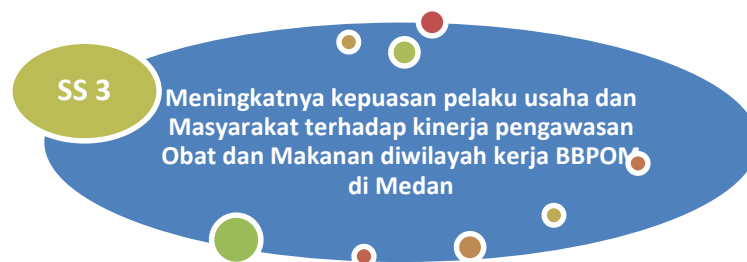 SS 3
Meningkatnya kepuasan pelaku usaha dan
Masyarakat terhadap kinerja pengawasan
Obat dan Makanan diwilayah kerja BBPOM
di Medan